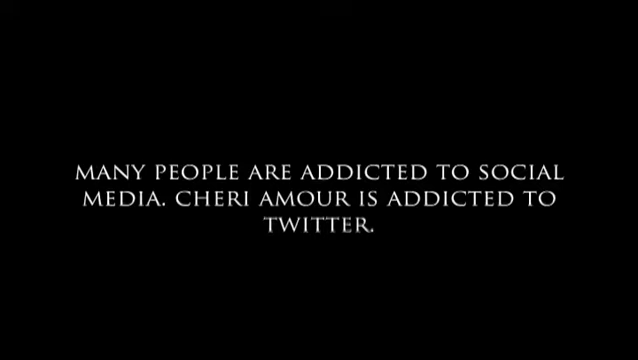 MANY PEOPLE ARE ADDICTED TO SOCIAL
MEDIA. CHERI AMOUR IS ADDICTED TO
TWITTER.